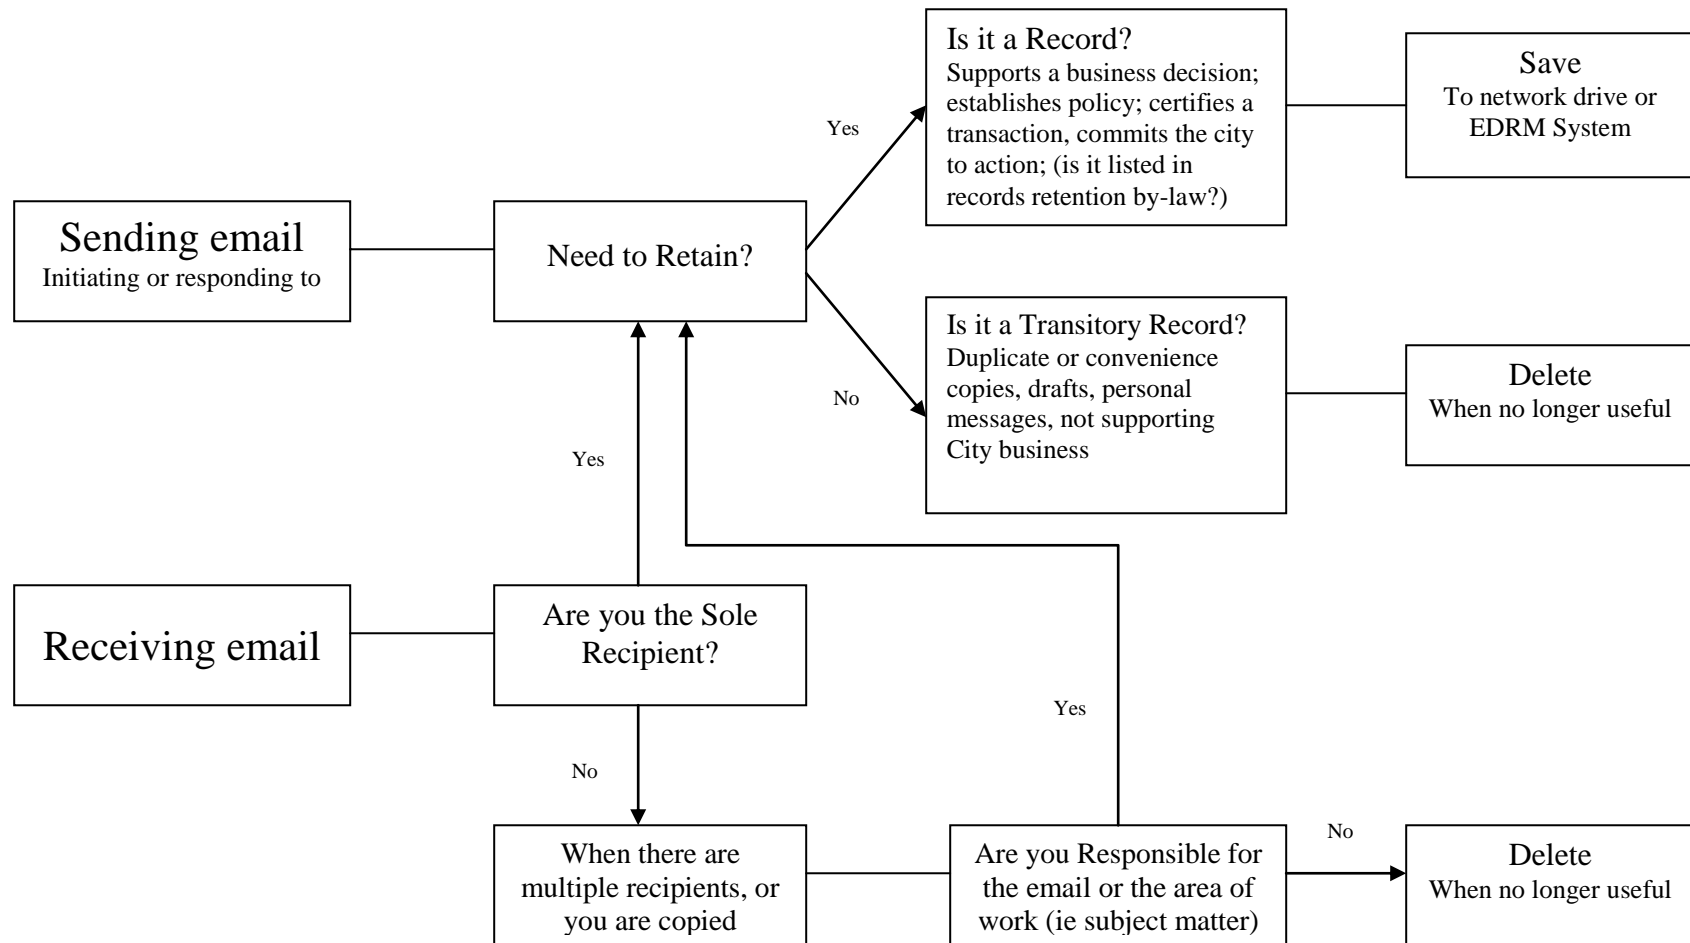 Is it a Record?
Supports a business decision;
establishes policy; certifies a
transaction, commits the city
to action; (is it listed in
records retention by-law?)
Save
To network drive or
EDRM System
Yes
Sending email
Initiating or responding to
Need to Retain?
No
Is it a Transitory Record?
Duplicate or convenience
copies, drafts, personal
messages, not supporting
City business
Delete
When no longer useful
Yes
Receiving email
Are you the Sole
Recipient?
Yes
No
When there are
multiple recipients, or
you are copied
Are you Responsible for
the email or the area of
work (ie subject matter)
No
Delete
When no longer useful